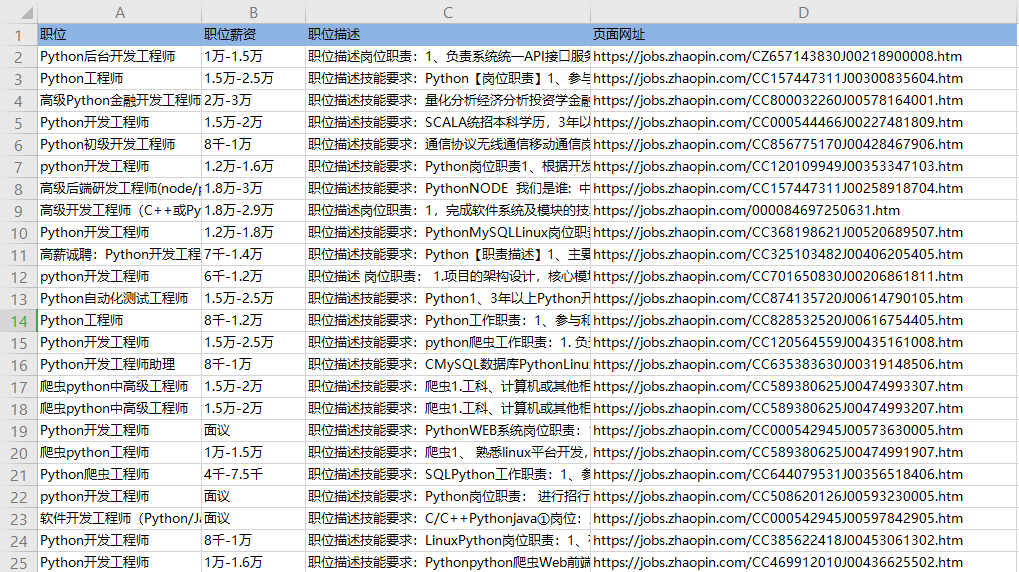 A B C D
1 职位 职位薪资 职位描述 页面网址
2 Python后台开发工程师 1万-1.5万 职位描述岗位职责：1、负责系统统一API接口服务 https://jobs.zhaopin.com/CZ657143830J00218900008.htm
3 Python工程师 1.5万-2.5万 职位描述技能要求：Python【岗位职责】1、参与 https://jobs.zhaopin.com/CC157447311J00300835604.htm
4 高级Python金融开发工程师 2万-3万 职位描述技能要求：量化分析经济分析投资学金融 https://jobs.zhaopin.com/CC800032260J00578164001.htm
5 Python开发工程师 1.5万-2万 职位描述技能要求：SCALA统招本科学历，3年以 https://jobs.zhaopin.com/CC000544466J00227481809.htm
6 Python初级开发工程师 8千-1万 职位描述技能要求：通信协议无线通信移动通信岗 https://jobs.zhaopin.com/CC856775170J00428467906.htm
7 python开发工程师 1.2万-1.6万 职位描述技能要求：Python岗位职责1、根据开发 https://jobs.zhaopin.com/CC120109949J00353347103.htm
8 高级后端研发工程师(node/p 1.8万-3万 职位描述技能要求：PythonNODE 我们是谁: 中 https://jobs.zhaopin.com/CC157447311J00258918704.htm
9 高级开发工程师（C++或Py 1.8万-2.9万 职位描述岗位职责：1，完成软件系统及模块的技 https://jobs.zhaopin.com/000084697250631.htm
10 Python开发工程师 1.2万-1.8万 职位描述技能要求：PythonMySQLLinux岗位职 https://jobs.zhaopin.com/CC368198621J00520689507.htm
11 高薪诚聘：Python开发工程 7千-1.4万 职位描述技能要求：Python【职责描述】1、主要 https://jobs.zhaopin.com/CC325103482J00406205405.htm
12 python开发工程师 6千-1.2万 职位描述 岗位职责： 1.项目的架构设计，核心模 https://jobs.zhaopin.com/CC701650830J00206861811.htm
13 Python自动化测试工程师 1.5万-2.5万 职位描述技能要求：Python1、3年以上Python开 https://jobs.zhaopin.com/CC874135720J00614790105.htm
14 Python工程师 8千-1.2万 职位描述技能要求：Python工作职责：1、参与和 https://jobs.zhaopin.com/CC828532520J00616754405.htm
15 Python开发工程师 1.5万-2.5万 职位描述技能要求：python爬虫工作职责：1. 负 https://jobs.zhaopin.com/CC120564559J00435161008.htm
16 Python开发工程师助理 8千-1万 职位描述技能要求：CMySQL数据库PythonLinu https://jobs.zhaopin.com/CC635383630J00319148506.htm
17 爬虫python中高级工程师 1.5万-2万 职位描述技能要求：爬虫1.工科、计算机或其他相 https://jobs.zhaopin.com/CC589380625J00474993307.htm
18 爬虫python中高级工程师 1.5万-2万 职位描述技能要求：爬虫1.工科、计算机或其他相 https://jobs.zhaopin.com/CC589380625J00474993207.htm
19 Python开发工程师 面议 职位描述技能要求：PythonWEB系统岗位职责： https://jobs.zhaopin.com/CC000542945J00573630005.htm
20 爬虫python工程师 1万-1.5万 职位描述技能要求：爬虫1、 熟悉linux平台开发， https://jobs.zhaopin.com/CC589380625J00474991907.htm
21 Python爬虫工程师 4千-7.5千 职位描述技能要求：SQLPython工作职责：1、参 https://jobs.zhaopin.com/CC644079531J00356518406.htm
22 python开发工程师 面议 职位描述技能要求：Python岗位职责： 进行招行 https://jobs.zhaopin.com/CC508620126J00593230005.htm
23 软件开发工程师（Python/Ja 面议 职位描述技能要求：C/C++Pythonjava①岗位： https://jobs.zhaopin.com/CC000542945J00597842905.htm
24 Python开发工程师 8千-1万 职位描述技能要求：LinuxPython岗位职责：1、 https://jobs.zhaopin.com/CC385622418J00453061302.htm
25 Python开发工程师 1万-1.6万 职位描述技能要求：Pythonpython爬虫Web前端 https://jobs.zhaopin.com/CC469912010J00436625502.htm